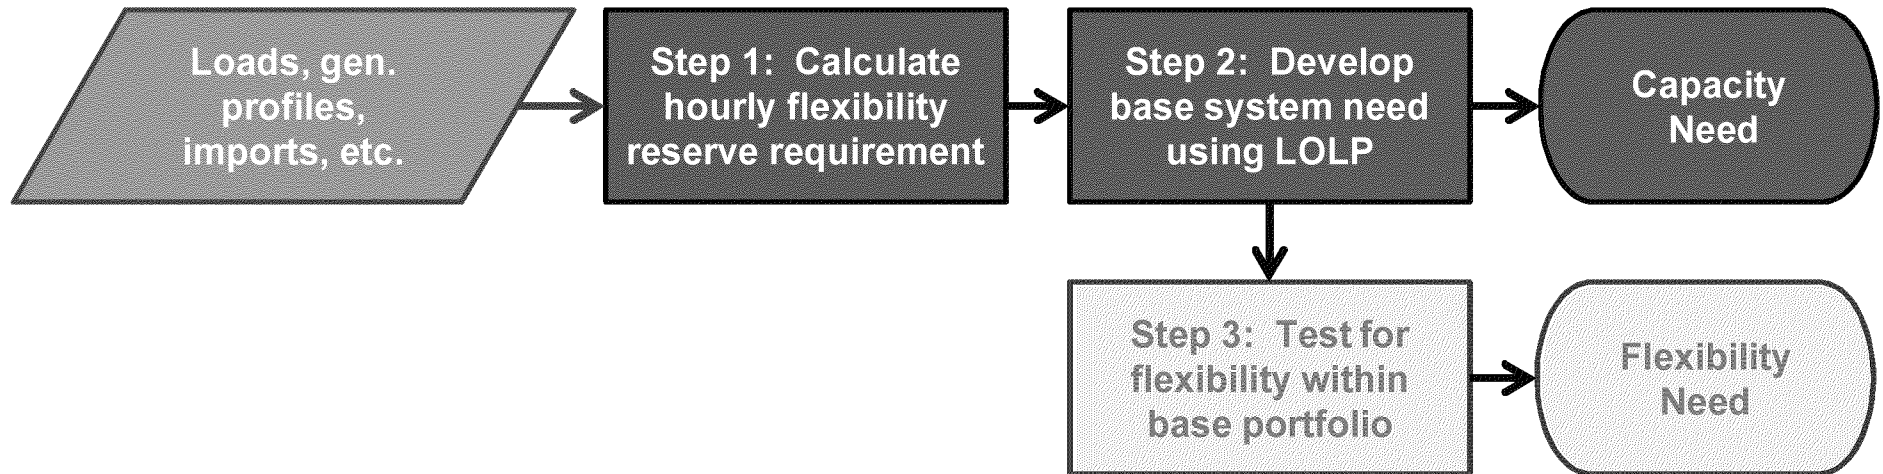 Loads, gen.
profiles,
imports, etc.
Step 1: Calculate
hourly flexibility
reserve requirement
Step 2: Develop
base system need
using LOLP
Capacity
Need
Step 3: Test for
flexibility within
base portfolio
Flexibility
Need